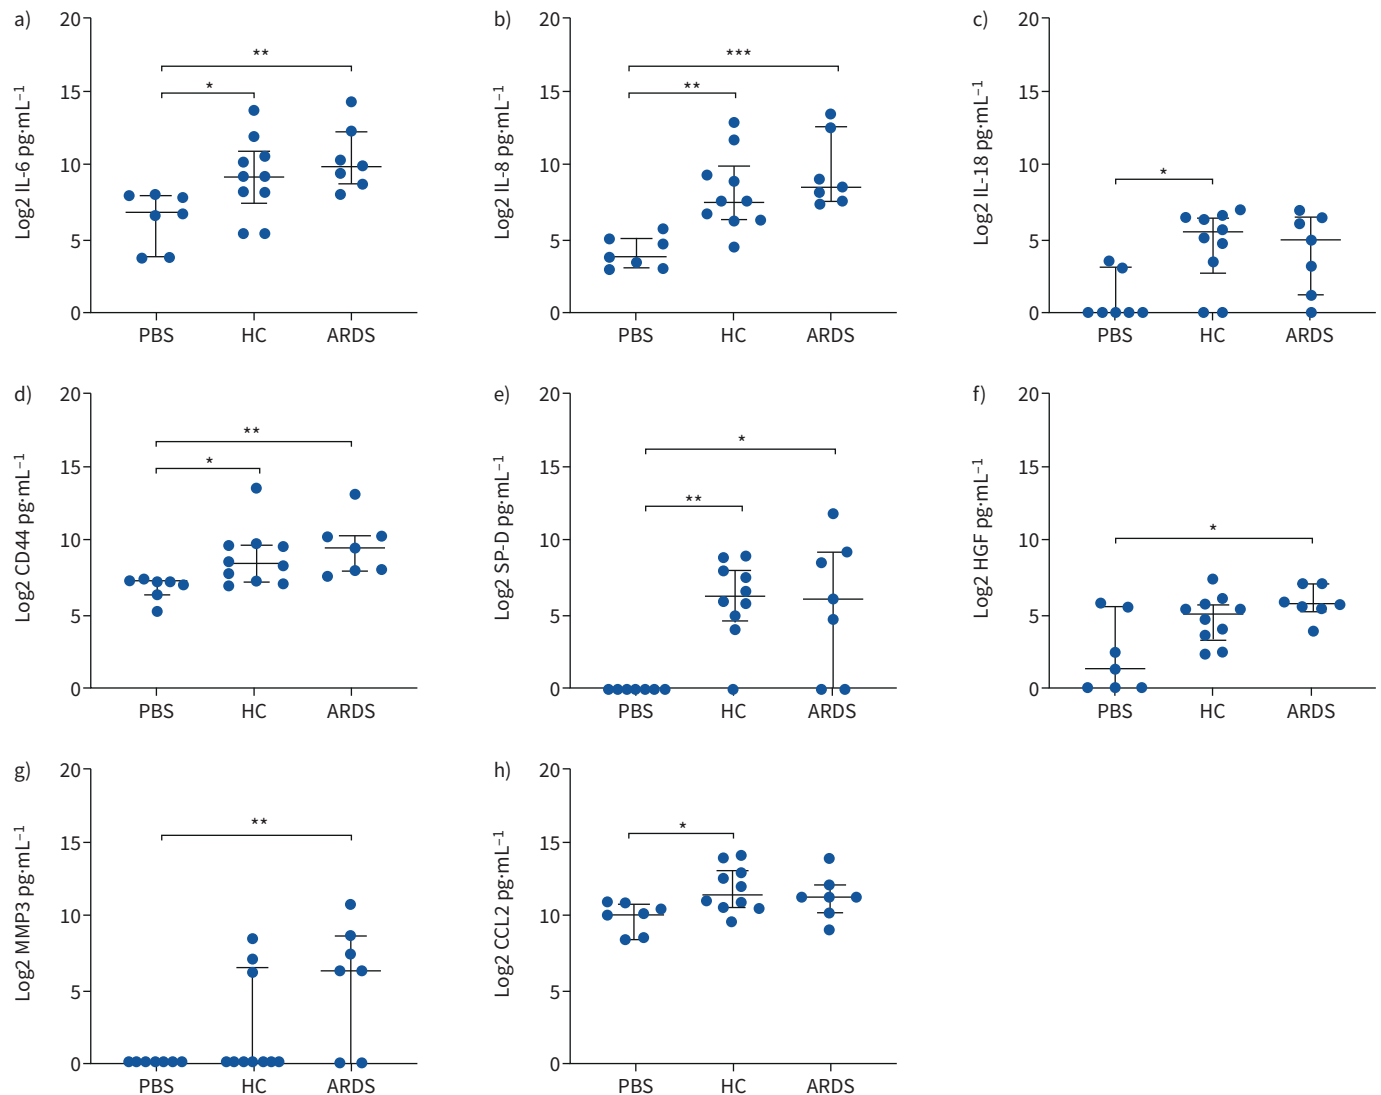 a)
Log2 IL-6 pg·mL⁻¹
20
15
10
5
0
**
*
PBS HC ARDS
b)
Log2 IL-8 pg·mL⁻¹
20
15
10
5
0
***
**
PBS HC ARDS
c)
Log2 IL-18 pg·mL⁻¹
20
15
10
5
0
*
PBS HC ARDS
d)
Log2 CD44 pg·mL⁻¹
20
15
10
5
0
**
*
PBS HC ARDS
e)
Log2 SP-D pg·mL⁻¹
20
15
10
5
0
*
**
PBS HC ARDS
f)
Log2 HGF pg·mL⁻¹
20
15
10
5
0
*
PBS HC ARDS
g)
Log2 MMP3 pg·mL⁻¹
20
15
10
5
0
**
PBS HC ARDS
h)
Log2 CCL2 pg·mL⁻¹
20
15
10
5
0
*
PBS HC ARDS